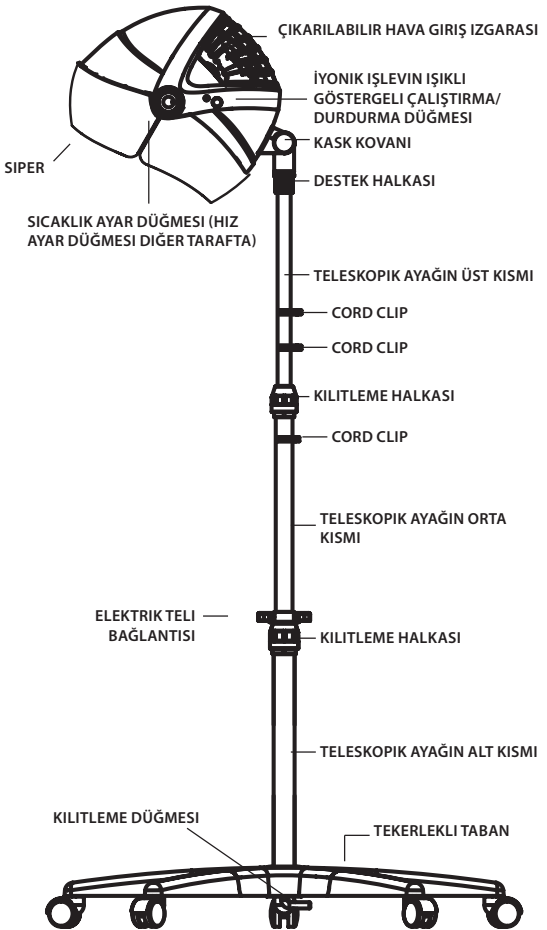 ÇIKARILABILIR HAVA GIRIŞ IZGARASI
İYONIK IŞLEVIN IŞIKLI
GÖSTERGELI ÇALIŞTIRMA/
DURDURMA DÜĞMESI
KASK KOVANI
SIPER
DESTEK HALKASI
SICAKLIK AYAR DÜĞMESI (HIZ
AYAR DÜĞMESI DIĞER TARAFTA)
TELESKOPIK AYAĞIN ÜST KISMI
CORD CLIP
CORD CLIP
KILITLEME HALKASI
CORD CLIP
TELESKOPIK AYAĞIN ORTA
KISMI
ELEKTRIK TELI
BAĞLANTISI
KILITLEME HALKASI
TELESKOPIK AYAĞIN ALT KISMI
KILITLEME DÜĞMESI
TEKERLEKLI TABAN